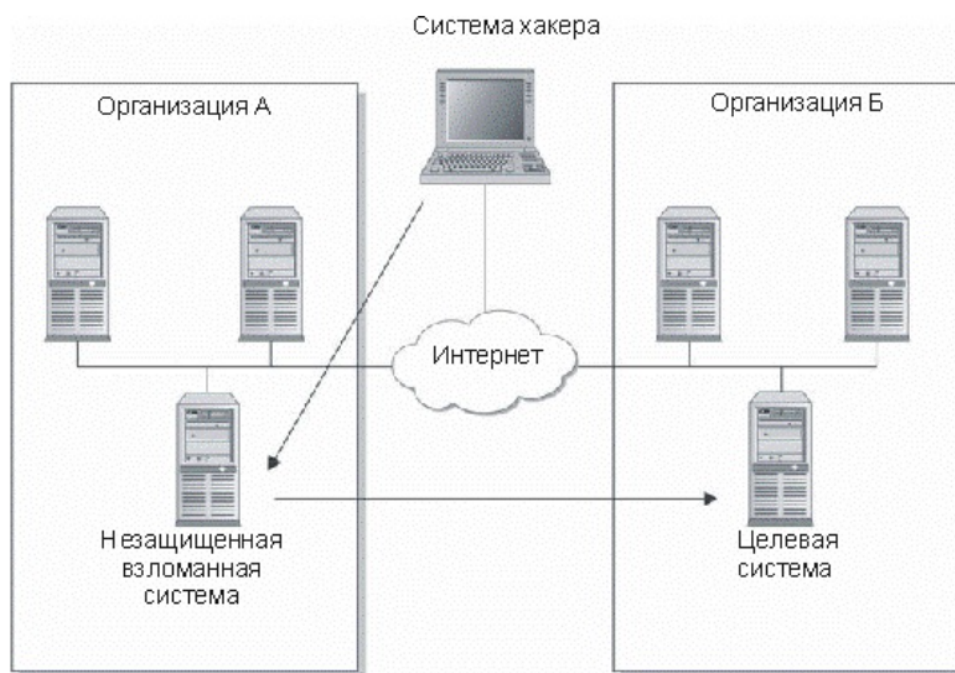 Система хакера
Организация А
Организация Б
Интернет
Незащищенная
взломанная
система
Целевая
система